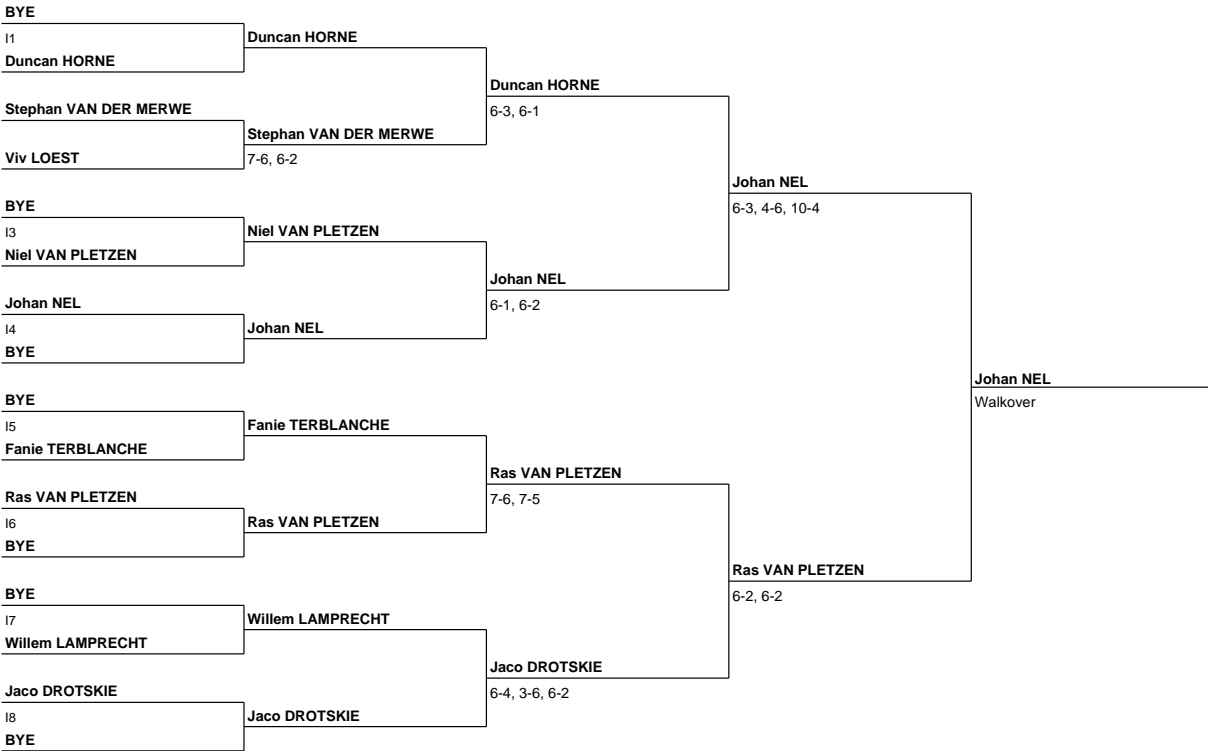 BYE
I1
Duncan HORNE
Stephan VAN DER MERWE
Viv LOEST
BYE
I3
Niel VAN PLETZEN
Johan NEL
I4
BYE
BYE
I5
Fanie TERBLANCHE
Ras VAN PLETZEN
I6
BYE
BYE
I7
Willem LAMPRECHT
Jaco DROTSKIE
I8
BYE
Duncan HORNE
Stephan VAN DER MERWE
7-6, 6-2
Niel VAN PLETZEN
Johan NEL
Fanie TERBLANCHE
Ras VAN PLETZEN
Willem LAMPRECHT
Jaco DROTSKIE
Duncan HORNE
6-3, 6-1
Johan NEL
6-1, 6-2
Ras VAN PLETZEN
7-6, 7-5
Jaco DROTSKIE
6-4, 3-6, 6-2
Johan NEL
6-3, 4-6, 10-4
Ras VAN PLETZEN
6-2, 6-2
Johan NEL
Walkover